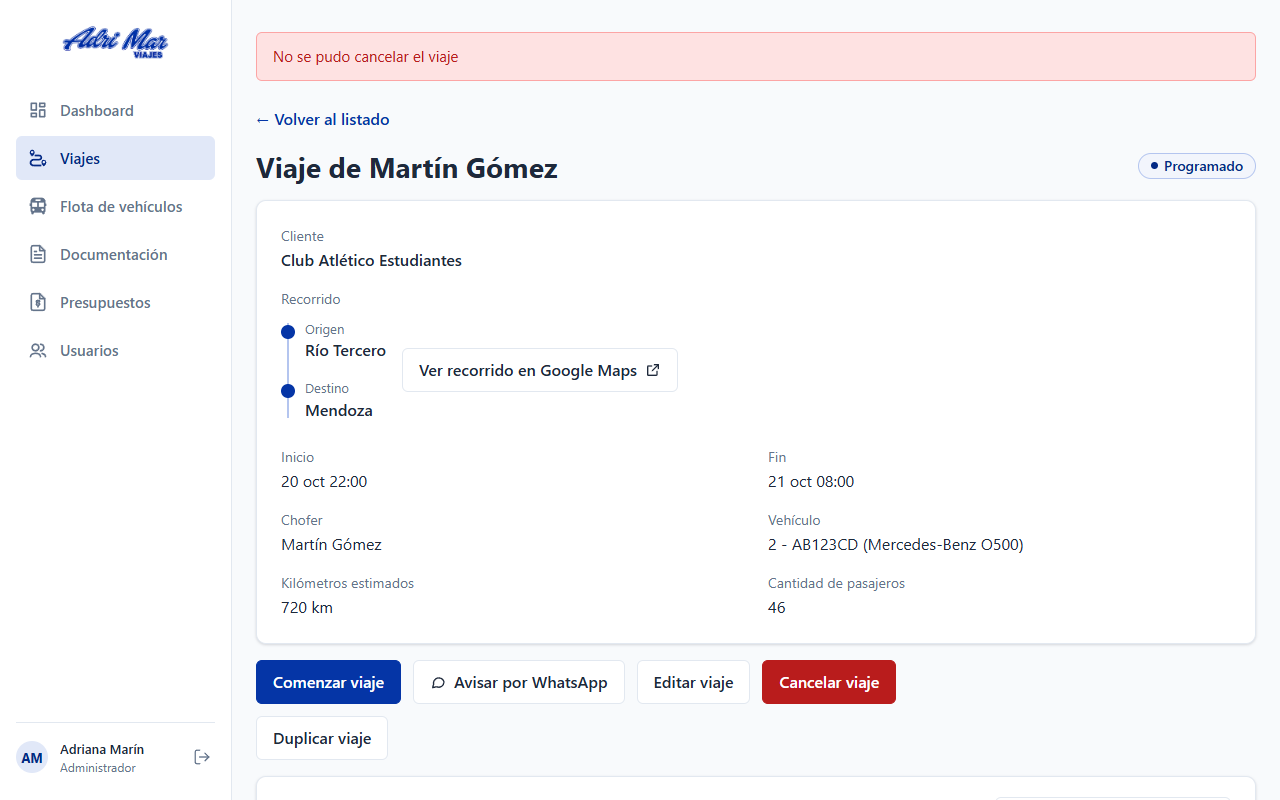 Adri Mar
VIAJES
Dashboard
Viajes
Flota de vehículos
Documentación
Presupuestos
Usuarios
AM
Adriana Marín
Administrador
No se pudo cancelar el viaje
← Volver al listado
Viaje de Martín Gómez
Programado
Cliente
Club Atlético Estudiantes
Recorrido
Origen
Río Tercero
Destino
Mendoza
Ver recorrido en Google Maps
Inicio
20 oct 22:00
Fin
21 oct 08:00
Chofer
Martín Gómez
Vehículo
2 - AB123CD (Mercedes-Benz O500)
Kilómetros estimados
720 km
Cantidad de pasajeros
46
Comenzar viaje
Avisar por WhatsApp
Editar viaje
Cancelar viaje
Duplicar viaje